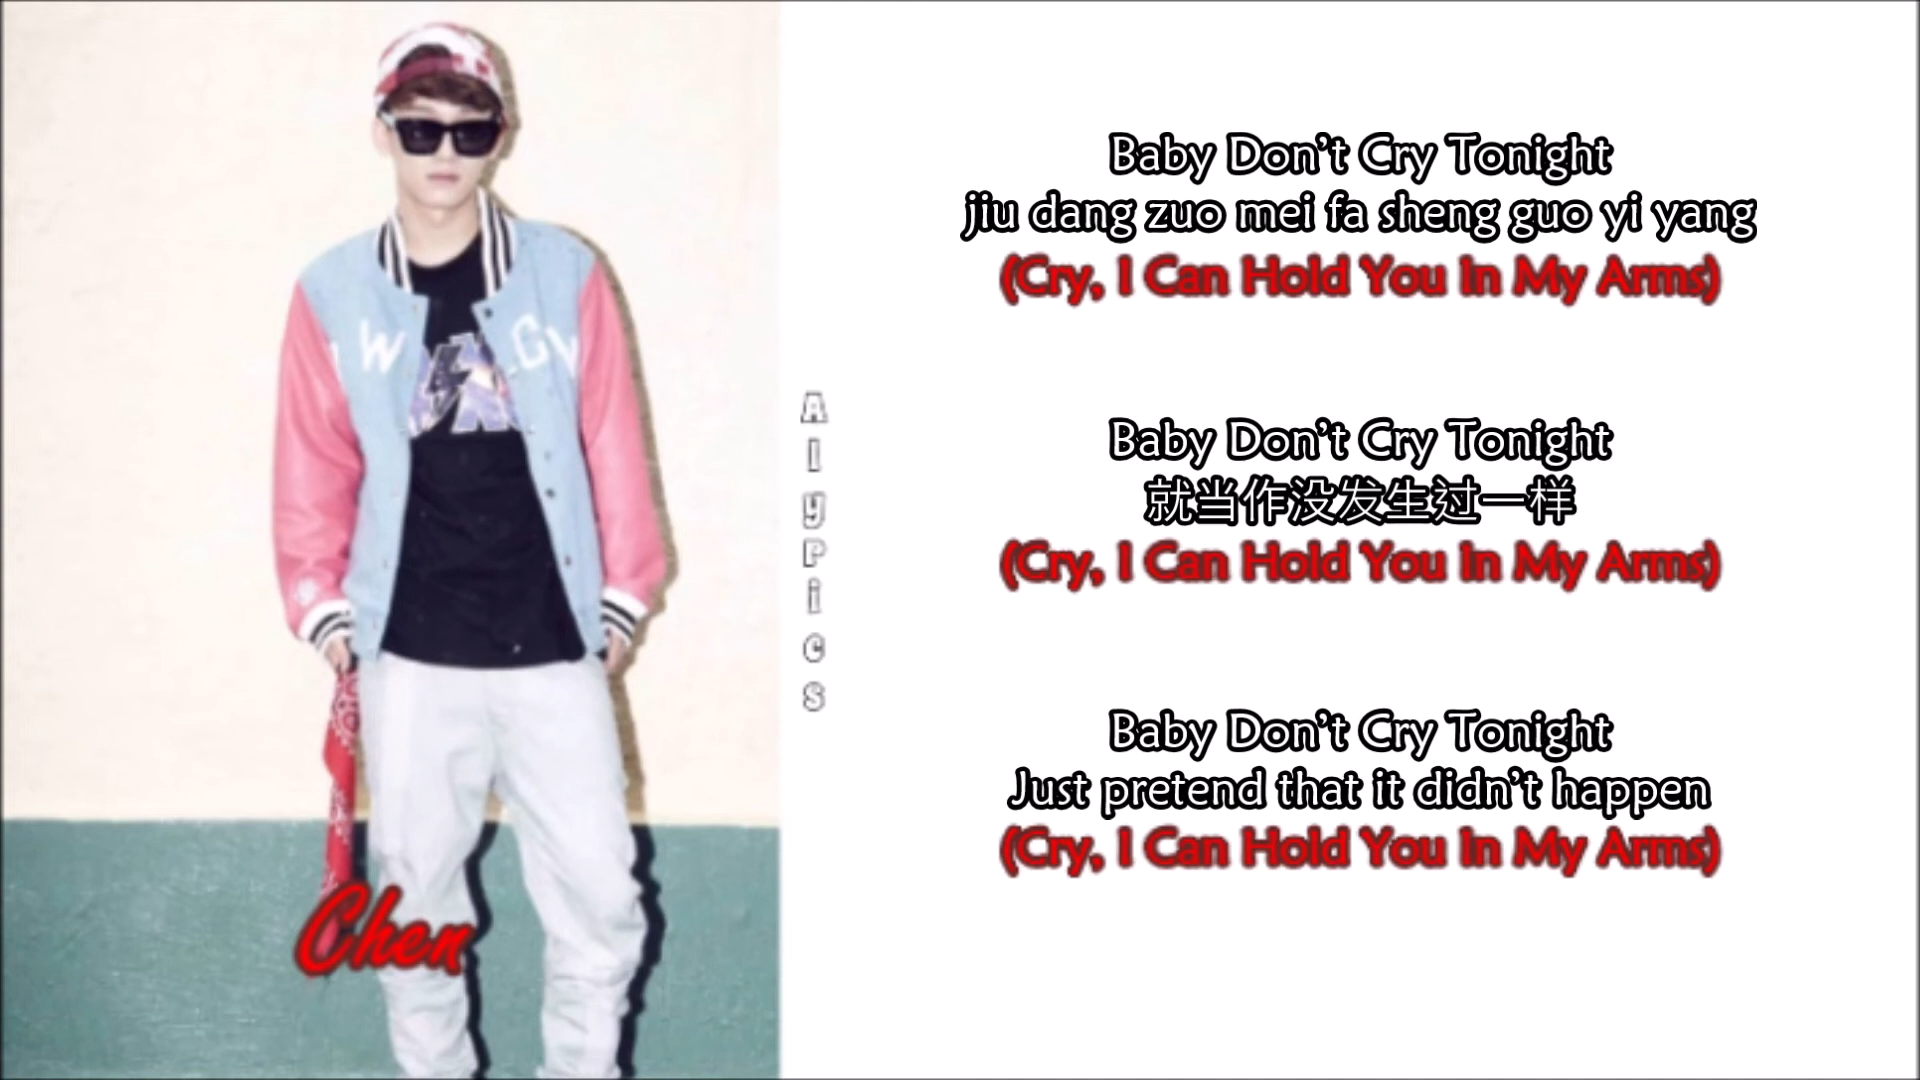 Baby Don't Cry Tonight
jiu dang zuo mei fa sheng guo yi yang
(Cry, I Can Hold You In My Arms)
Baby Don't Cry Tonight
就当作没发生过一样
(Cry, I Can Hold You In My Arms)
Baby Don't Cry Tonight
Just pretend that it didn't happen
(Cry, I Can Hold You In My Arms)
AlyPics
Chen